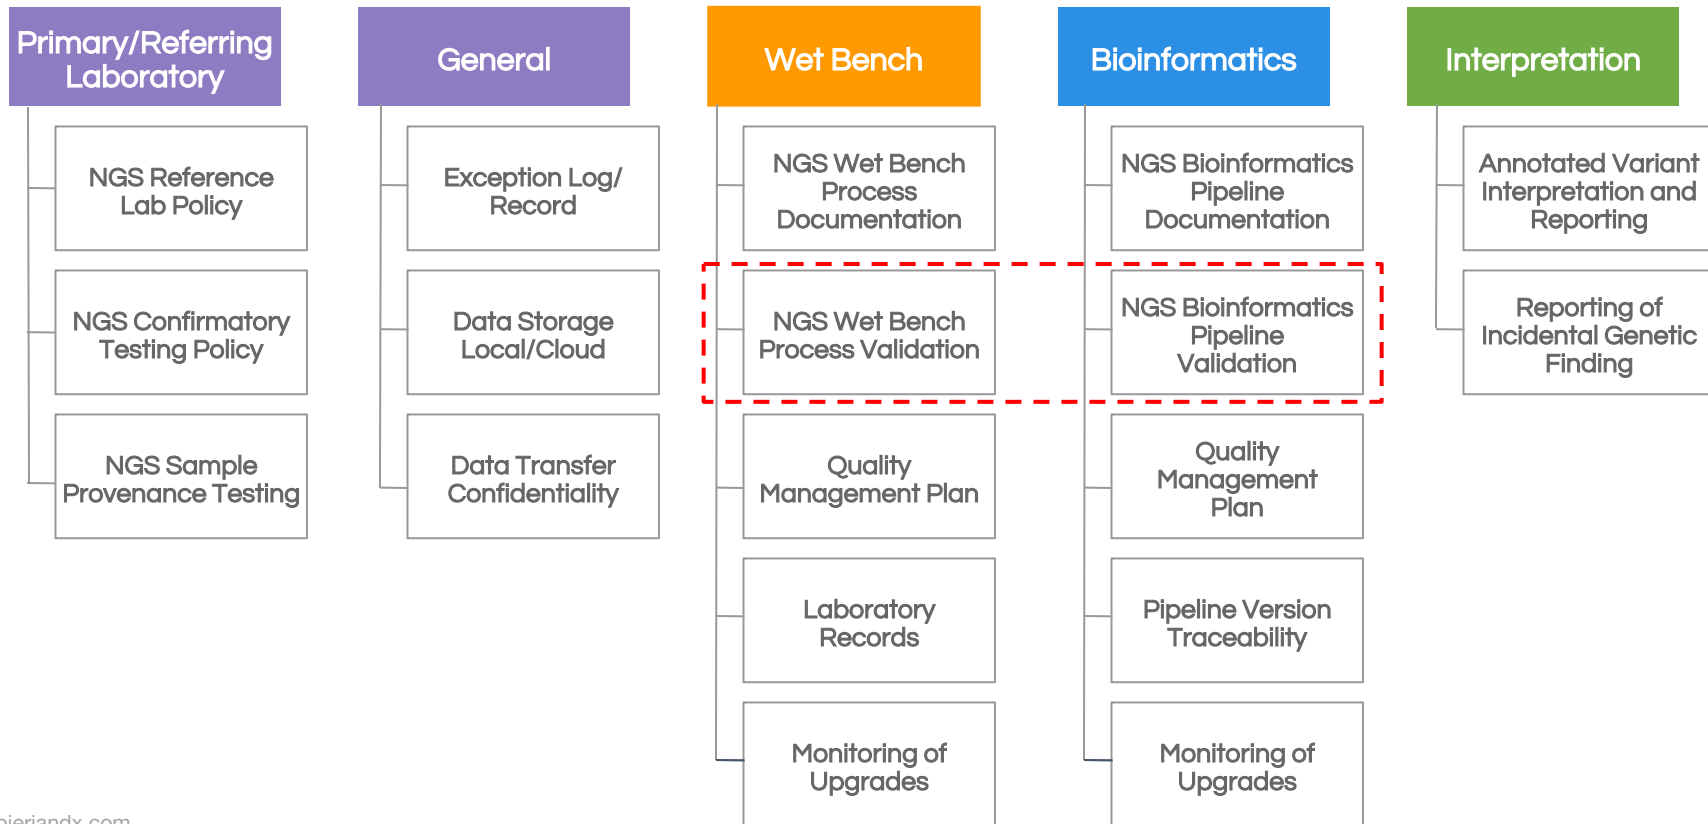 Primary/Referring
Laboratory
General
Wet Bench
Bioinformatics
Interpretation
NGS Reference
Lab Policy
NGS Confirmatory
Testing Policy
NGS Sample
Provenance Testing
Exception Log/
Record
Data Storage
Local/Cloud
Data Transfer
Confidentiality
NGS Wet Bench
Process
Documentation
NGS Wet Bench
Process Validation
Quality
Management Plan
Laboratory
Records
Monitoring of
Upgrades
NGS Bioinformatics
Pipeline
Documentation
NGS Bioinformatics
Pipeline
Validation
Quality
Management
Plan
Pipeline Version
Traceability
Monitoring of
Upgrades
Annotated Variant
Interpretation and
Reporting
Reporting of
Incidental Genetic
Finding